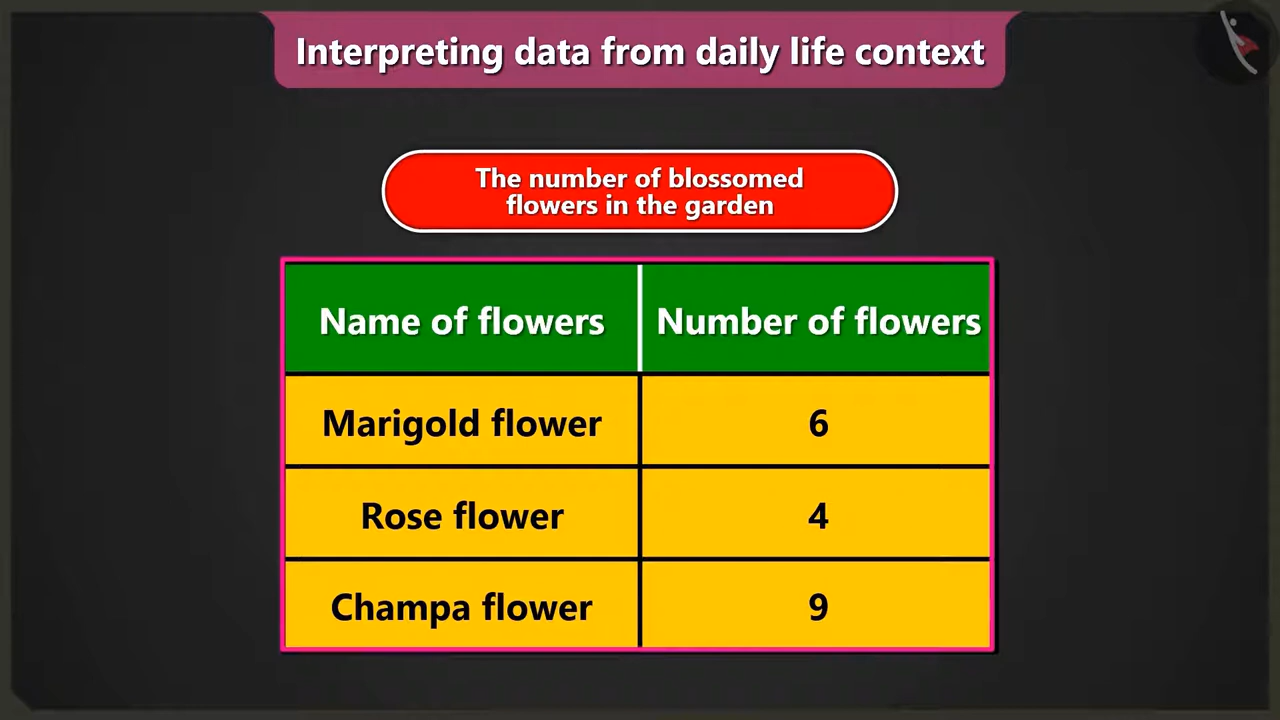 Interpreting data from daily life context
The number of blossomed
flowers in the garden
Name of flowers Number of flowers
Marigold flower 6
Rose flower 4
Champa flower 9